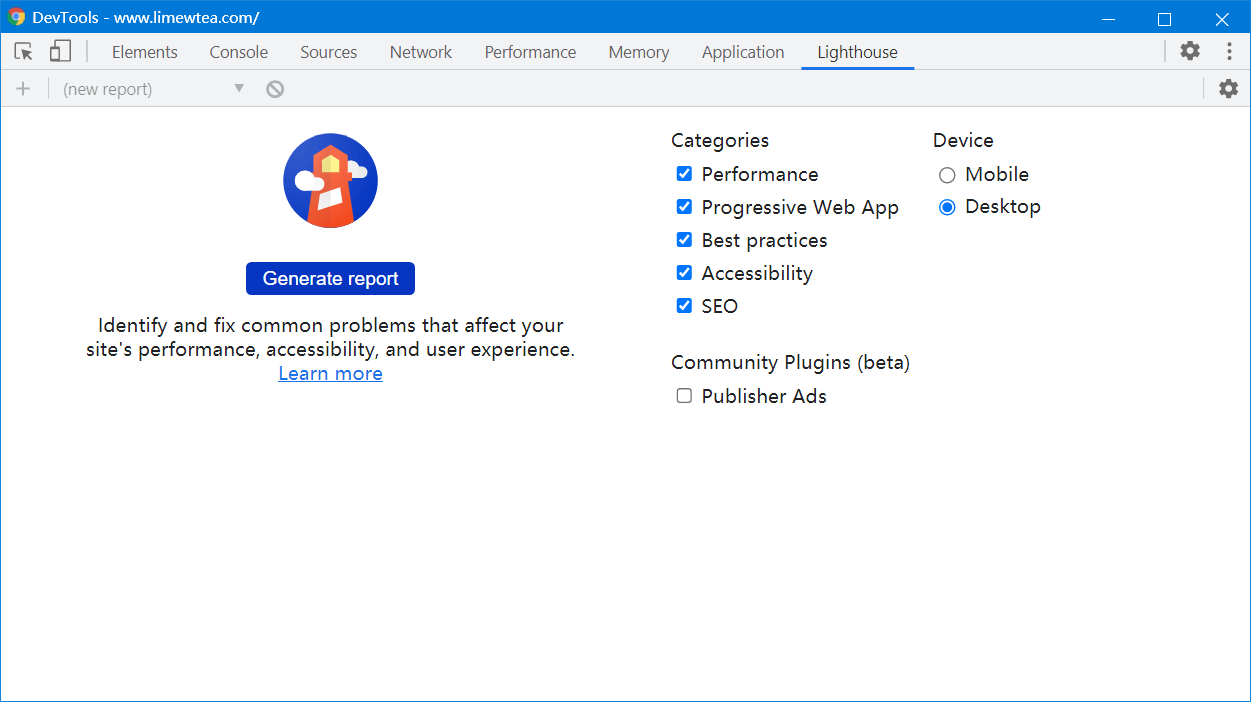 DevTools - www.limewtea.com/
Elements Console Sources Network Performance Memory Application Lighthouse
(new report)
Generate report
Identify and fix common problems that affect your
site's performance, accessibility, and user experience.
Learn more
Categories
Performance
Progressive Web App
Best practices
Accessibility
SEO
Community Plugins (beta)
Publisher Ads
Device
Mobile
Desktop